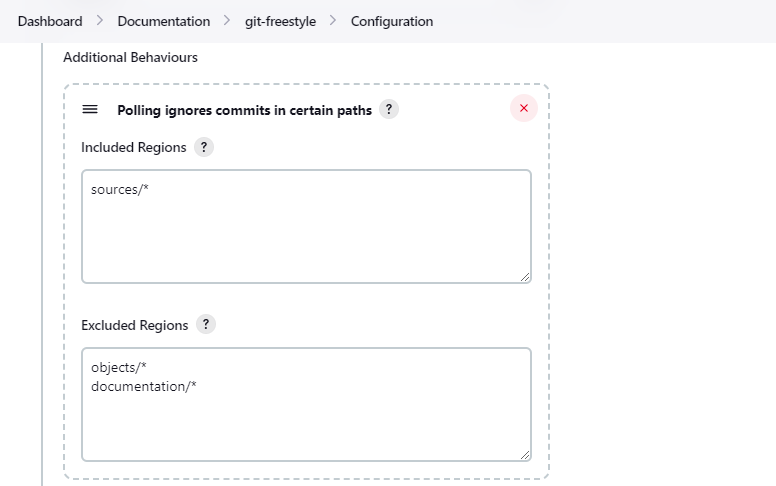 Dashboard > Documentation > git-freestyle > Configuration
Additional Behaviours
Polling ignores commits in certain paths ?
Included Regions ?
sources/*
Excluded Regions ?
objects/*
documentation/*